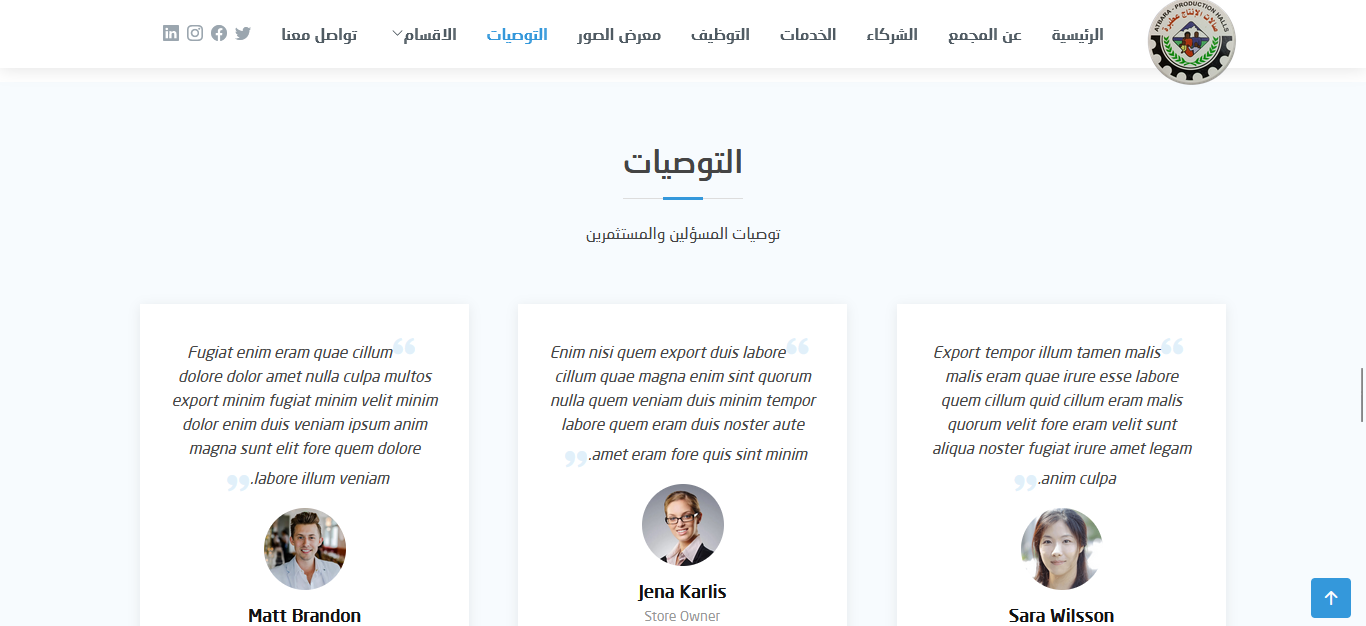 ATBARA - PRODUCTION HALLS
صالات الإنتاج عطبرة
الرئيسية
عن المجمع
الشركاء
الخدمات
التوظيف
معرض الصور
التوصيات
الاقسام
تواصل معنا
التوصيات
توصيات المسؤلين والمستثمرين
Export tempor illum tamen malis
malis eram quae irure esse labore
quem cillum quid cillum eram malis
quorum velit fore eram velit sunt
aliqua noster fugiat irure amet legam
.anim culpa
Sara Wilsson
Enim nisi quem export duis labore
cillum quae magna enim sint quorum
nulla quem veniam duis minim tempor
labore quem eram duis noster aute
.amet eram fore quis sint minim
Jena Karlis
Store Owner
Fugiat enim eram quae cillum
dolore dolor amet nulla culpa multos
export minim fugiat minim velit minim
dolor enim duis veniam ipsum anim
magna sunt elit fore quem dolore
.labore illum veniam
Matt Brandon